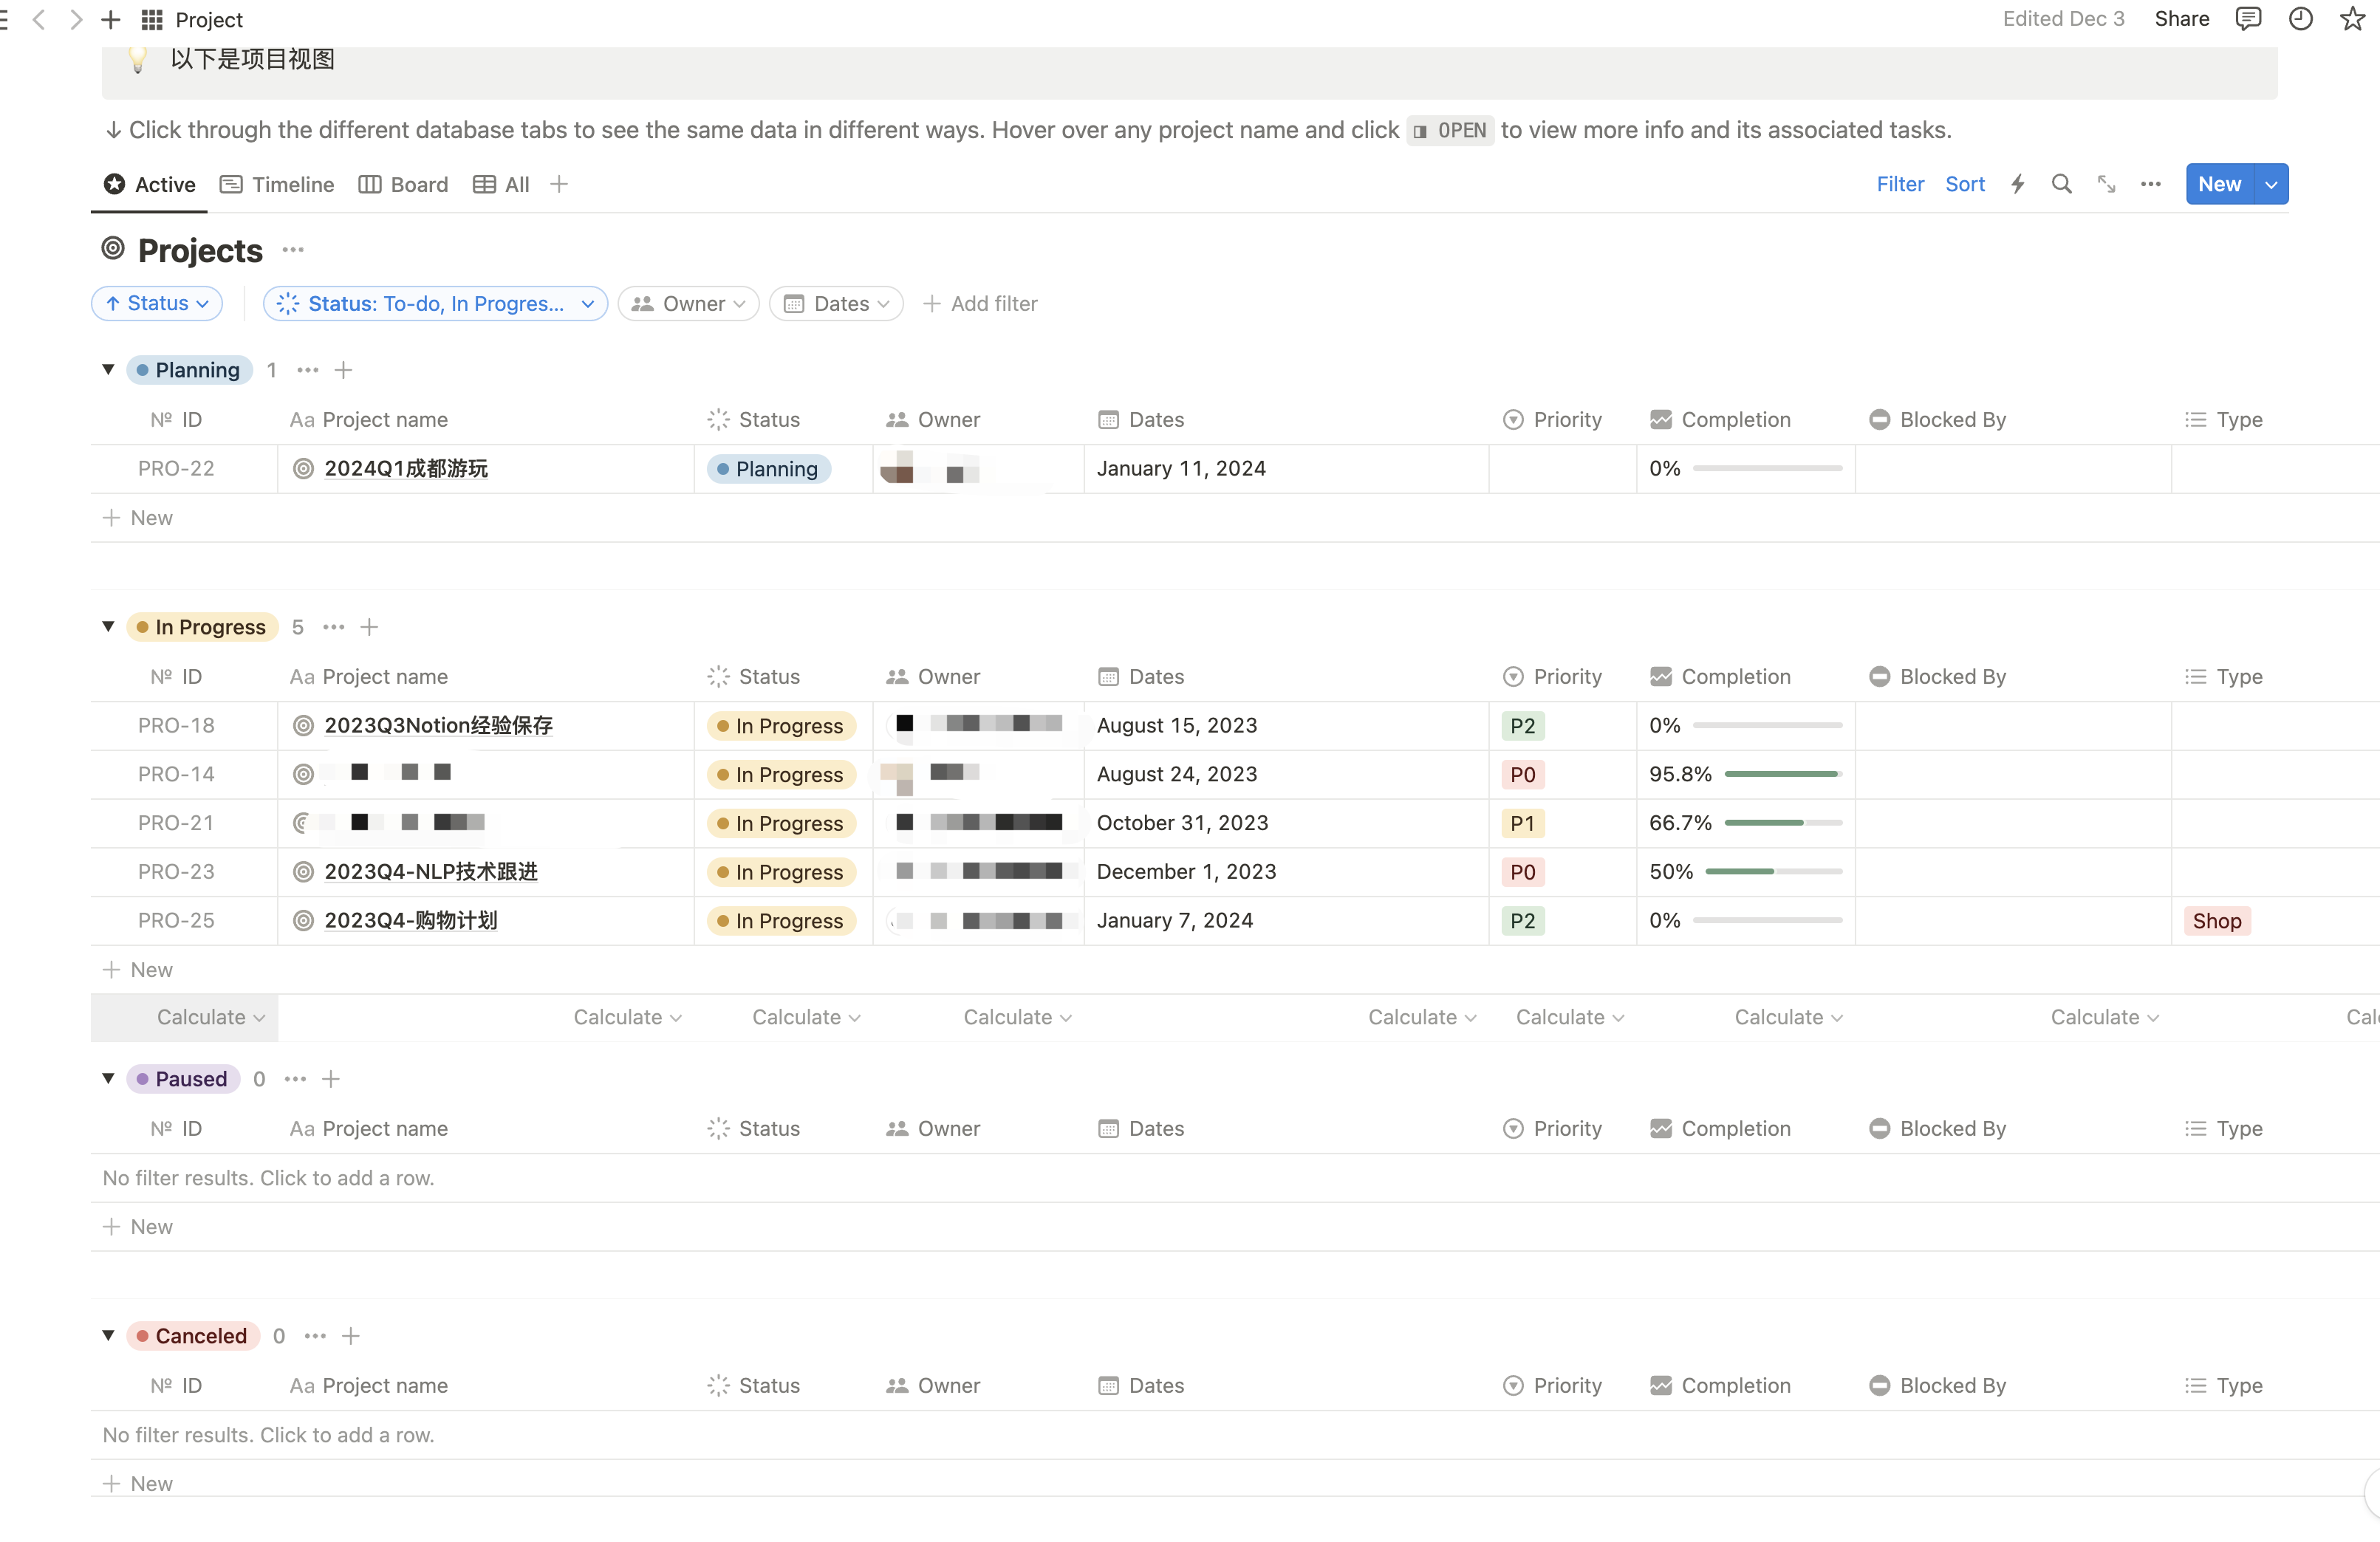 Project Edited Dec 3 Share
以下是项目视图
Click through the different database tabs to see the same data in different ways. Hover over any project name and click OPEN to view more info and its associated tasks.
Active Timeline Board All Filter Sort New
Projects
Status Status: To-do, In Progres... Owner Dates Add filter
Planning 1
№ ID Aa Project name Status Owner Dates Priority Completion Blocked By Type
PRO-22 2024Q1成都游玩 Planning January 11, 2024 0%
New
In Progress 5
№ ID Aa Project name Status Owner Dates Priority Completion Blocked By Type
PRO-18 2023Q3Notion经验保存 In Progress August 15, 2023 P2 0%
PRO-14 In Progress August 24, 2023 P0 95.8%
PRO-21 In Progress October 31, 2023 P1 66.7%
PRO-23 2023Q4-NLP技术跟进 In Progress December 1, 2023 P0 50%
PRO-25 2023Q4-购物计划 In Progress January 7, 2024 P2 0% Shop
New
Calculate Calculate Calculate Calculate Calculate Calculate Calculate Calculate
Paused 0
№ ID Aa Project name Status Owner Dates Priority Completion Blocked By Type
No filter results. Click to add a row.
New
Canceled 0
№ ID Aa Project name Status Owner Dates Priority Completion Blocked By Type
No filter results. Click to add a row.
New